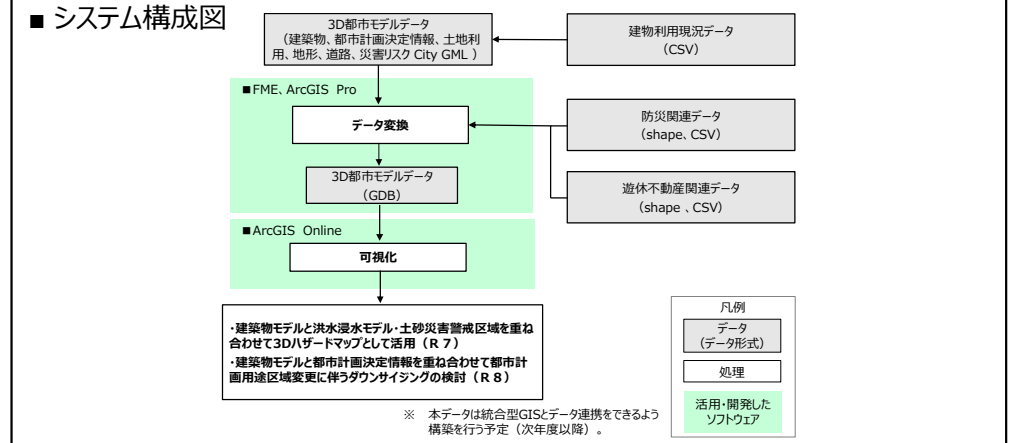 ■ システム構成図
3D都市モデルデータ
（建築物、都市計画決定情報、土地利
用、地形、道路、災害リスク City GML ）
建物利用現況データ
（CSV）
■FME、ArcGIS Pro
データ変換
防災関連データ
（shape、CSV）
3D都市モデルデータ
（GDB）
遊休不動産関連データ
（shape 、CSV）
■ArcGIS Online
可視化
・建築物モデルと洪水浸水モデル・土砂災害警戒区域を重ね
合わせて3Dハザードマップとして活用（Ｒ７）
・建築物モデルと都市計画決定情報を重ね合わせて都市計
画用途区域変更に伴うダウンサイジングの検討（Ｒ８）
凡例
データ
（データ形式）
処理
活用・開発した
ソフトウェア
※ 本データは統合型GISとデータ連携をできるよう
構築を行う予定（次年度以降）。